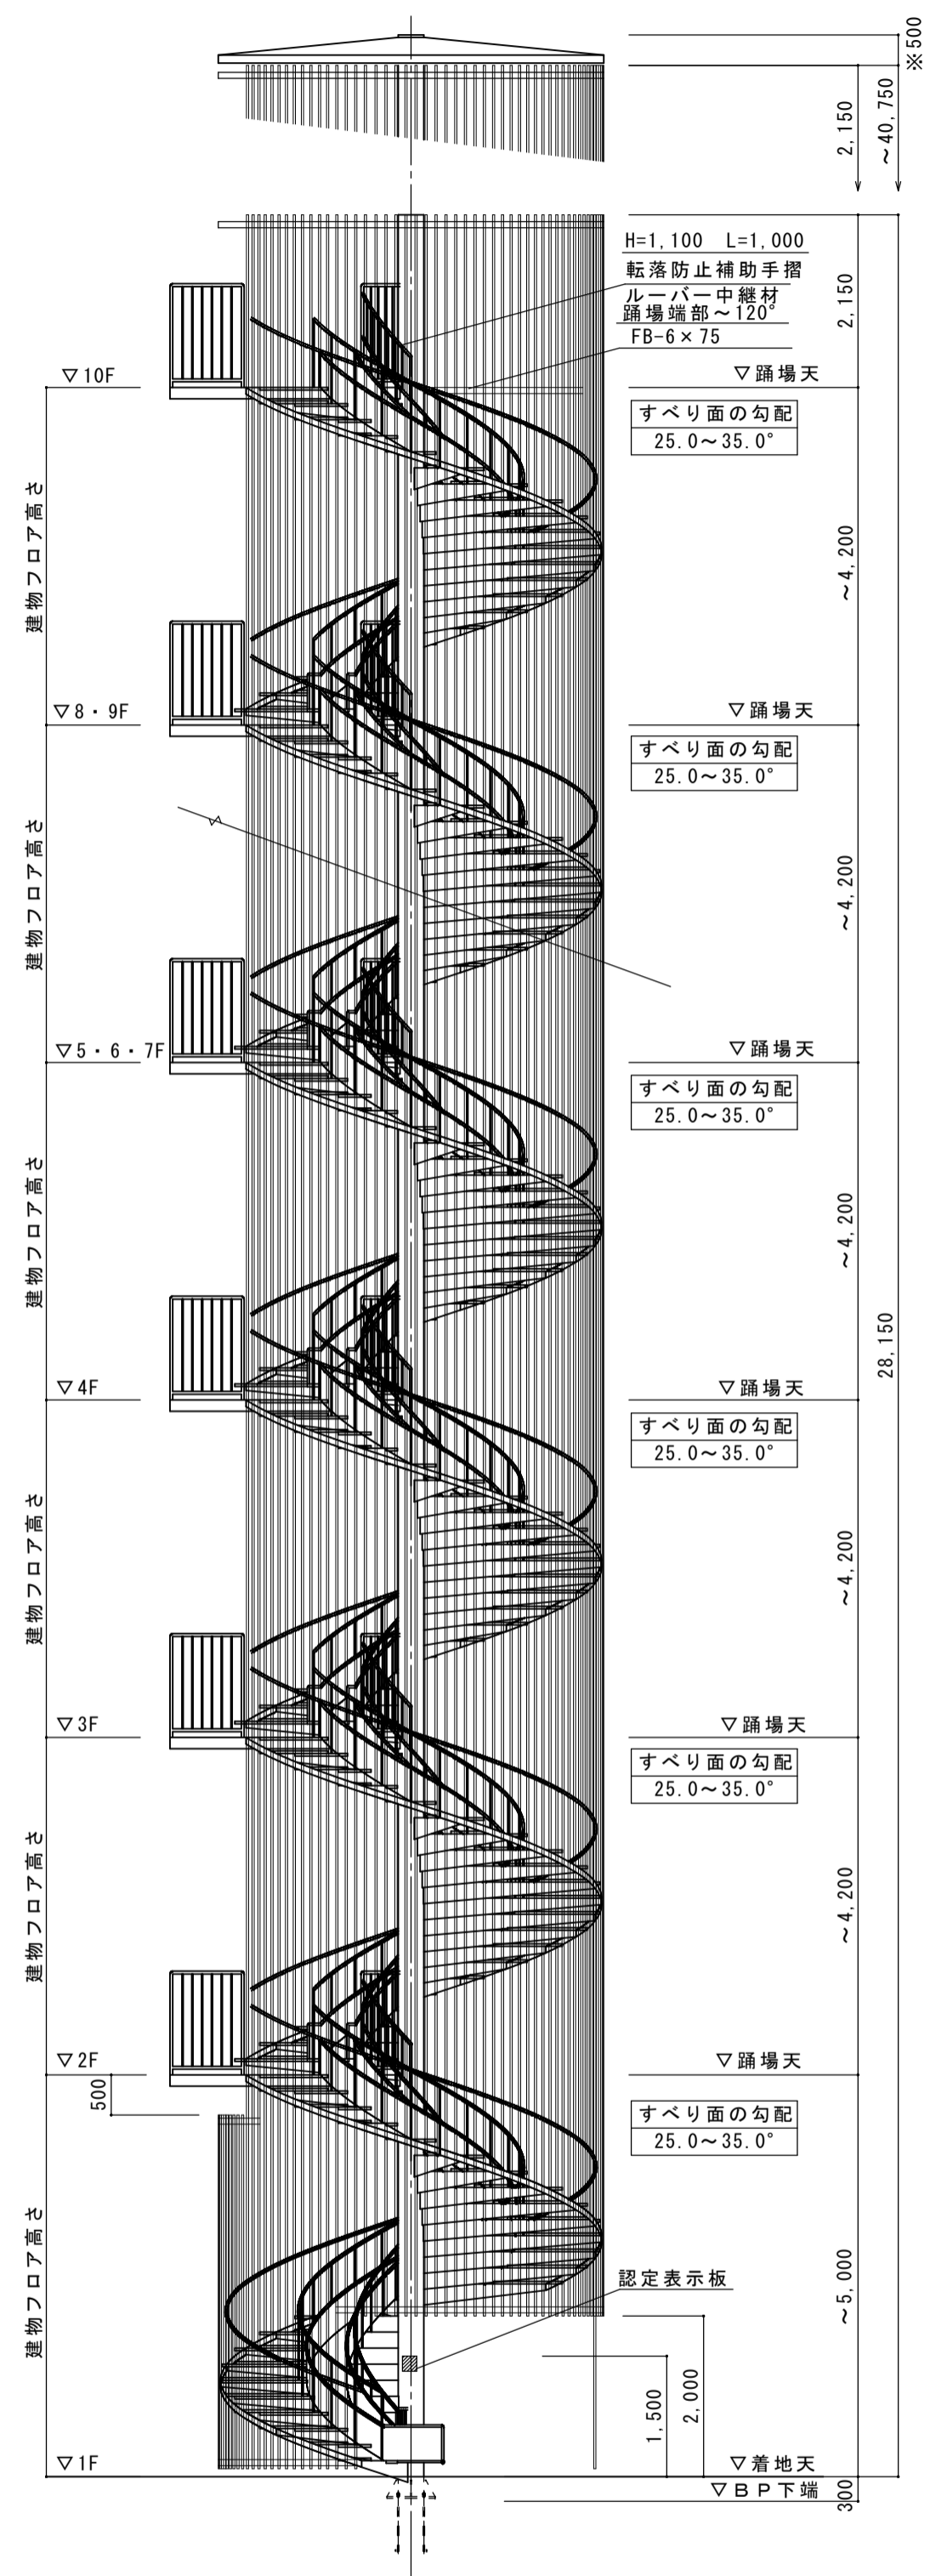 ※500
2,150
～40,750
H=1,100 L=1,000
転落防止補助手摺
ルーバー中継材
踊場端部～120°
FB-6×75
2,150
▽10F
▽踊場天
すべり面の勾配
25.0～35.0°
建物フロア高さ
～4,200
▽8・9F
▽踊場天
すべり面の勾配
25.0～35.0°
建物フロア高さ
～4,200
▽5・6・7F
▽踊場天
すべり面の勾配
25.0～35.0°
建物フロア高さ
～4,200
28,150
▽4F
▽踊場天
すべり面の勾配
25.0～35.0°
建物フロア高さ
～4,200
▽3F
▽踊場天
すべり面の勾配
25.0～35.0°
建物フロア高さ
～4,200
▽2F
▽踊場天
500
すべり面の勾配
25.0～35.0°
建物フロア高さ
～5,000
認定表示板
1,500
2,000
▽1F
▽着地天
▽ＢＰ下端
300